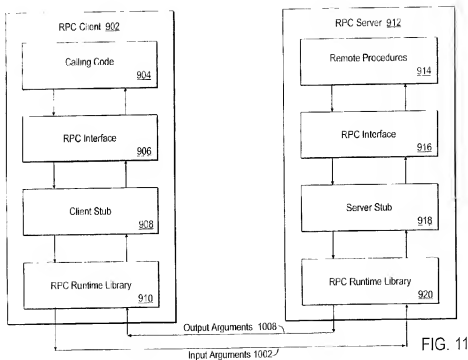 RPC Client 902
Calling Code
904
RPC Interface
906
Client Stub
908
RPC Runtime Library
910
RPC Server 912
Remote Procedures
914
RPC Interface
916
Server Stub
918
RPC Runtime Library
920
Output Arguments 1008
Input Arguments 1002
FIG. 11